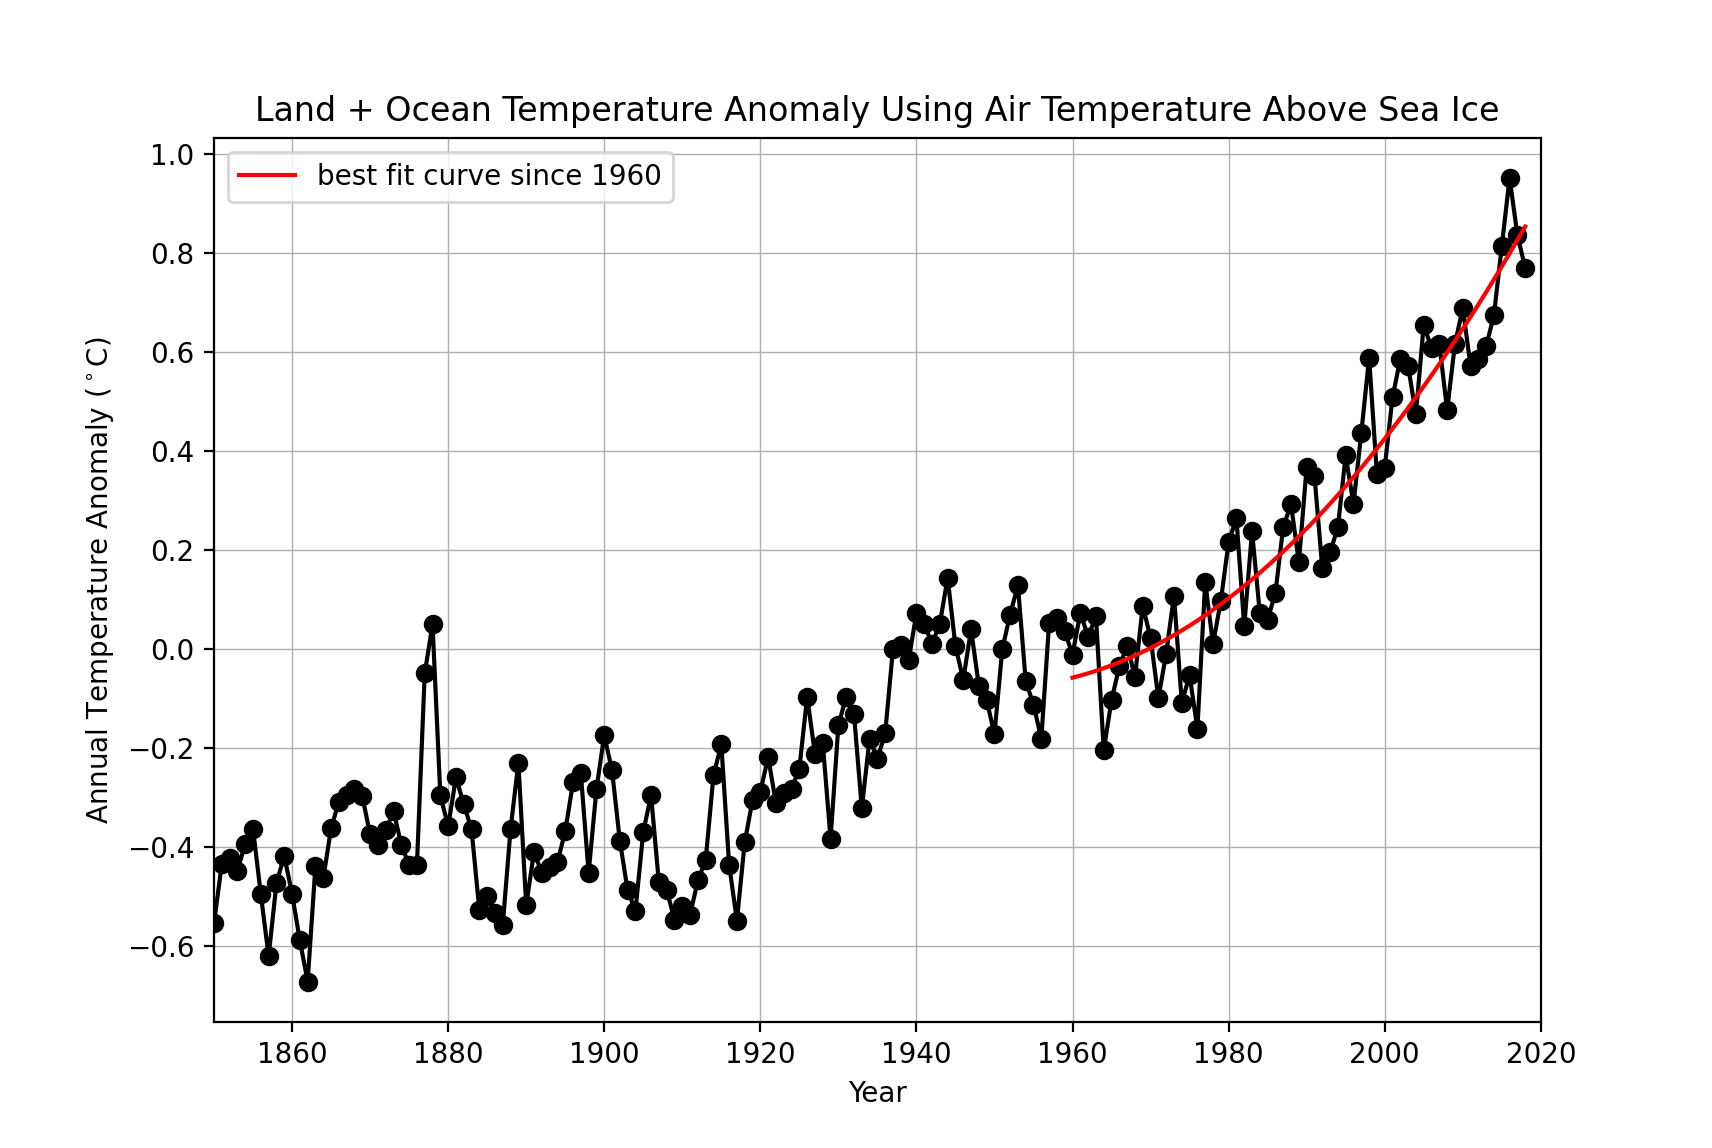 Land + Ocean Temperature Anomaly Using Air Temperature Above Sea Ice
best fit curve since 1960
Annual Temperature Anomaly (°C)
1.0
0.8
0.6
0.4
0.2
0.0
−0.2
−0.4
−0.6
1860 1880 1900 1920 1940 1960 1980 2000 2020
Year